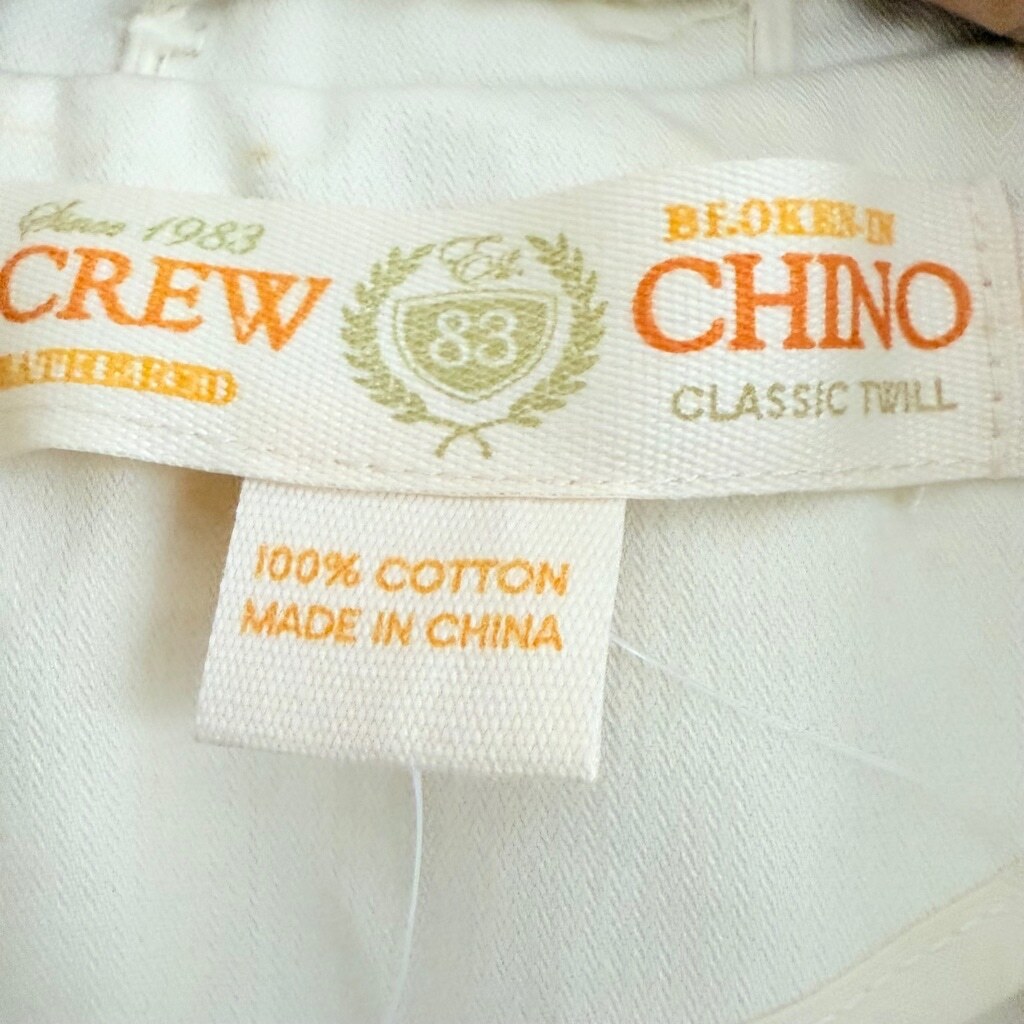 Since 1983
CREW
Est.
83
BROKEN-IN
CHINO
CLASSIC TWILL
100% COTTON
MADE IN CHINA